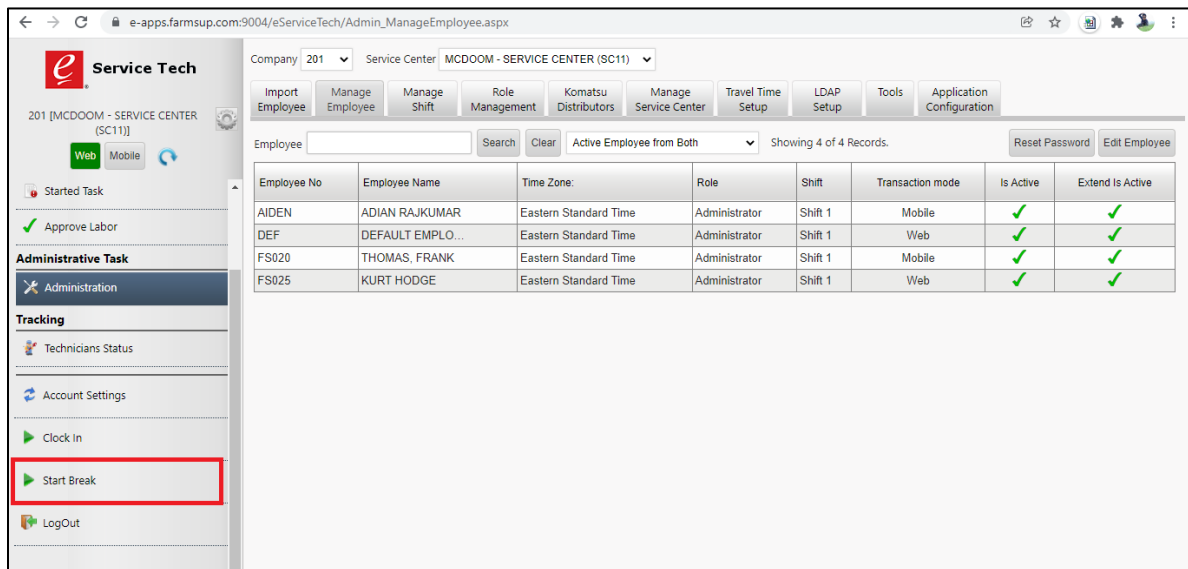 e-apps.farmsup.com:9004/eServiceTech/Admin_ManageEmployee.aspx
e Service Tech
201 [MCDOOM - SERVICE CENTER
(SC11)]
Web Mobile
Started Task
Approve Labor
Administrative Task
Administration
Tracking
Technicians Status
Account Settings
Clock In
Start Break
LogOut
Company 201 Service Center MCDOOM - SERVICE CENTER (SC11)
Import Employee Manage Employee Manage Shift Role Management Komatsu Distributors Manage Service Center Travel Time Setup LDAP Setup Tools Application Configuration
Employee Search Clear Active Employee from Both Showing 4 of 4 Records. Reset Password Edit Employee
Employee No Employee Name Time Zone: Role Shift Transaction mode Is Active Extend Is Active
AIDEN ADIAN RAJKUMAR Eastern Standard Time Administrator Shift 1 Mobile
DEF DEFAULT EMPLO... Eastern Standard Time Administrator Shift 1 Web
FS020 THOMAS, FRANK Eastern Standard Time Administrator Shift 1 Mobile
FS025 KURT HODGE Eastern Standard Time Administrator Shift 1 Web